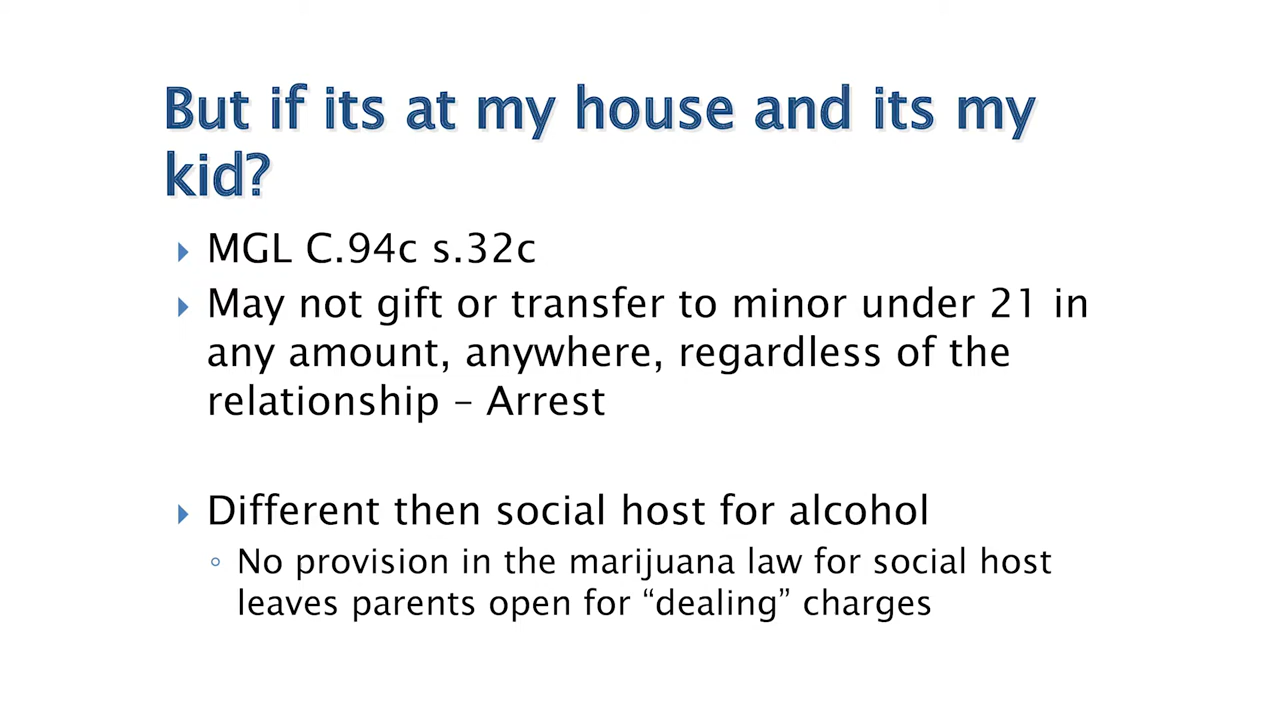 But if its at my house and its my
kid?
MGL C.94c s.32c
May not gift or transfer to minor under 21 in
any amount, anywhere, regardless of the
relationship – Arrest
Different then social host for alcohol
No provision in the marijuana law for social host
leaves parents open for “dealing” charges